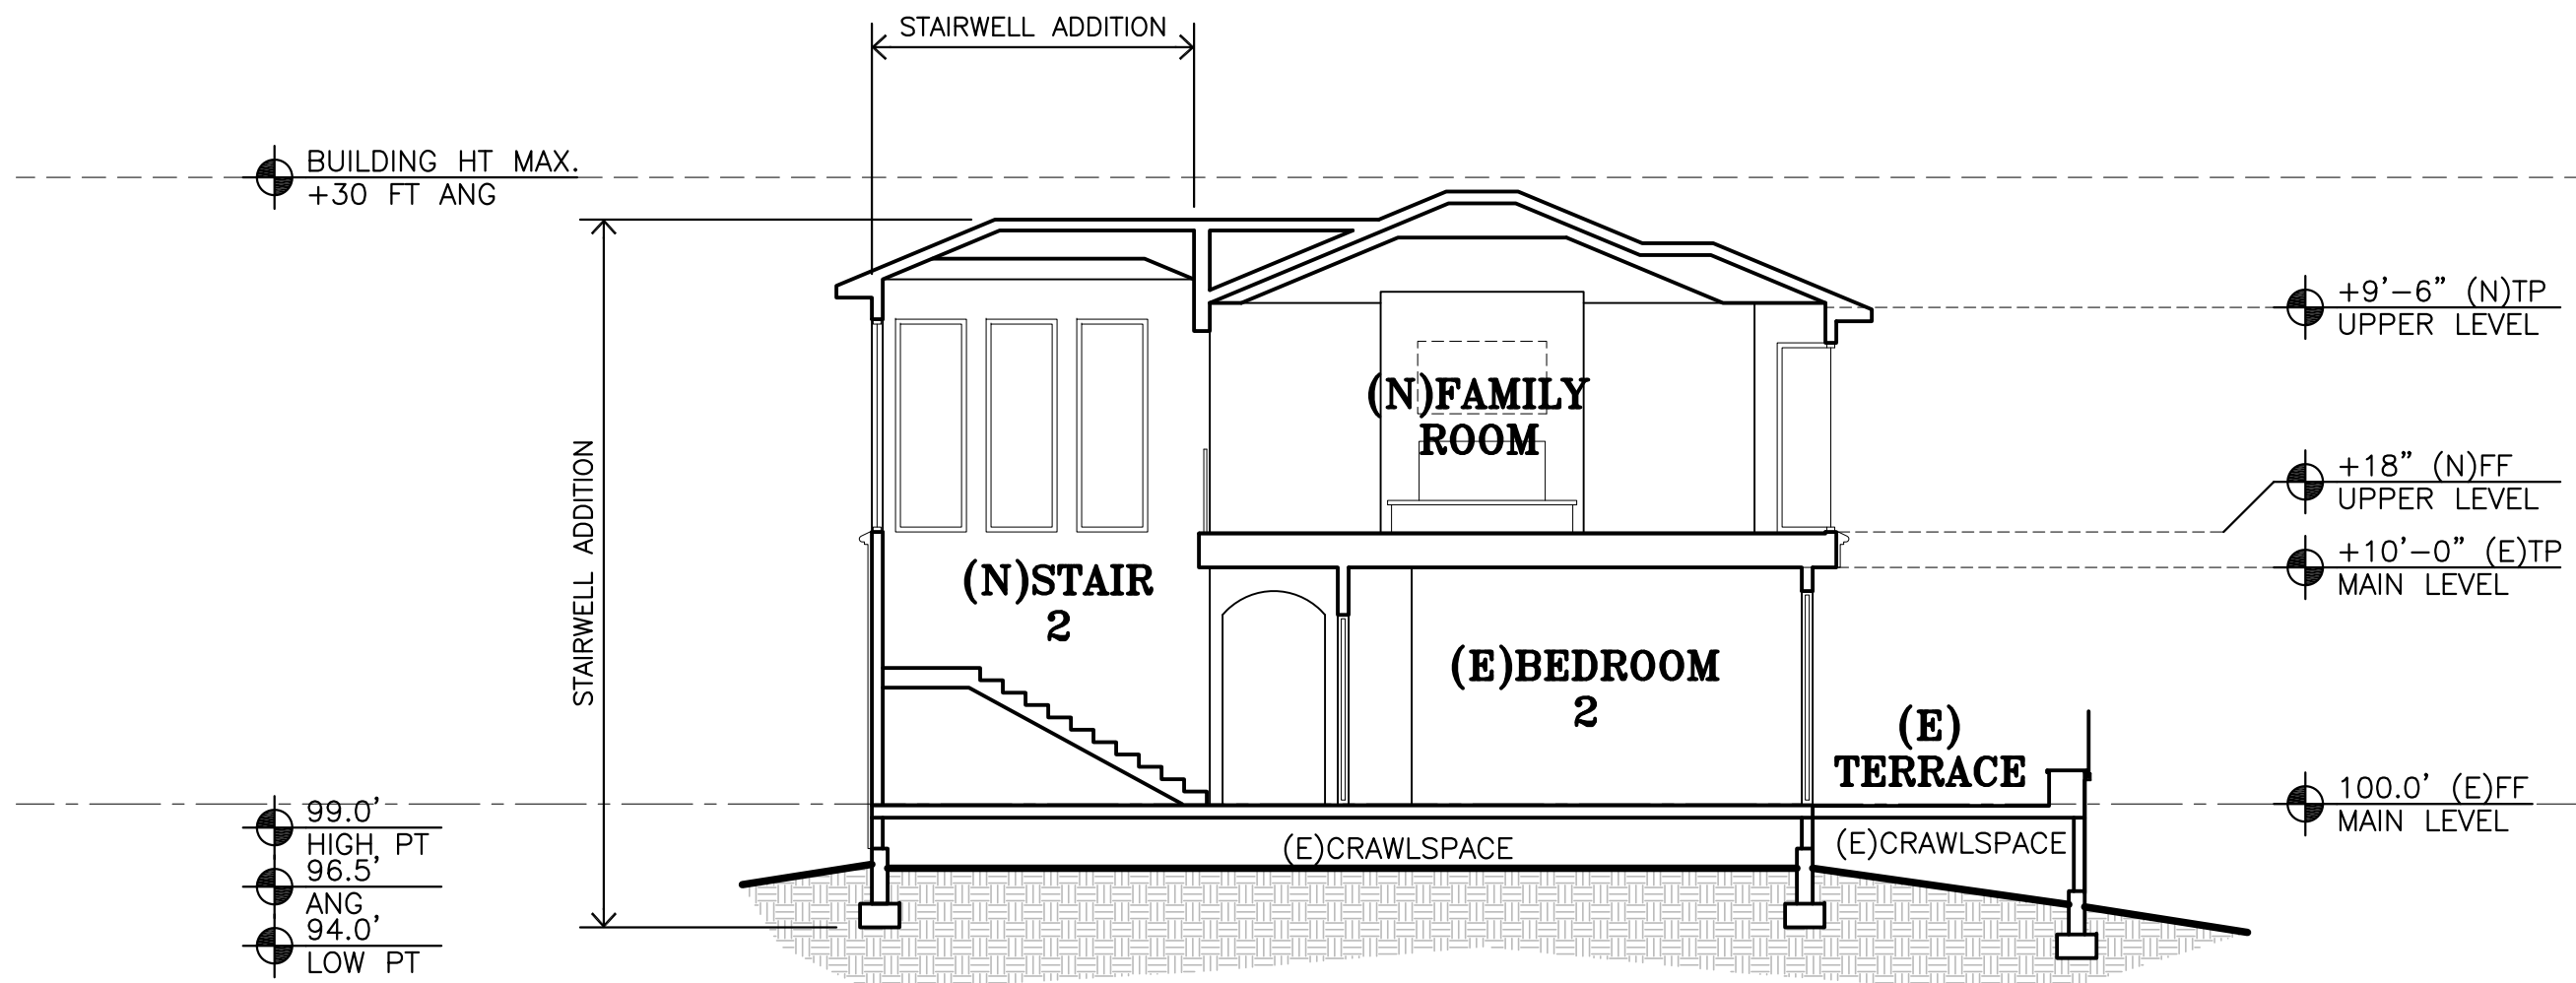 STAIRWELL ADDITION
BUILDING HT MAX.
+30 FT ANG
+9'-6" (N)TP
UPPER LEVEL
(N)FAMILY
ROOM
+18" (N)FF
UPPER LEVEL
STAIRWELL ADDITION
+10'-0" (E)TP
MAIN LEVEL
(N)STAIR
2
(E)BEDROOM
2
(E)
TERRACE
99.0'
HIGH PT
96.5'
ANG
94.0'
LOW PT
100.0' (E)FF
MAIN LEVEL
(E)CRAWLSPACE
(E)CRAWLSPACE